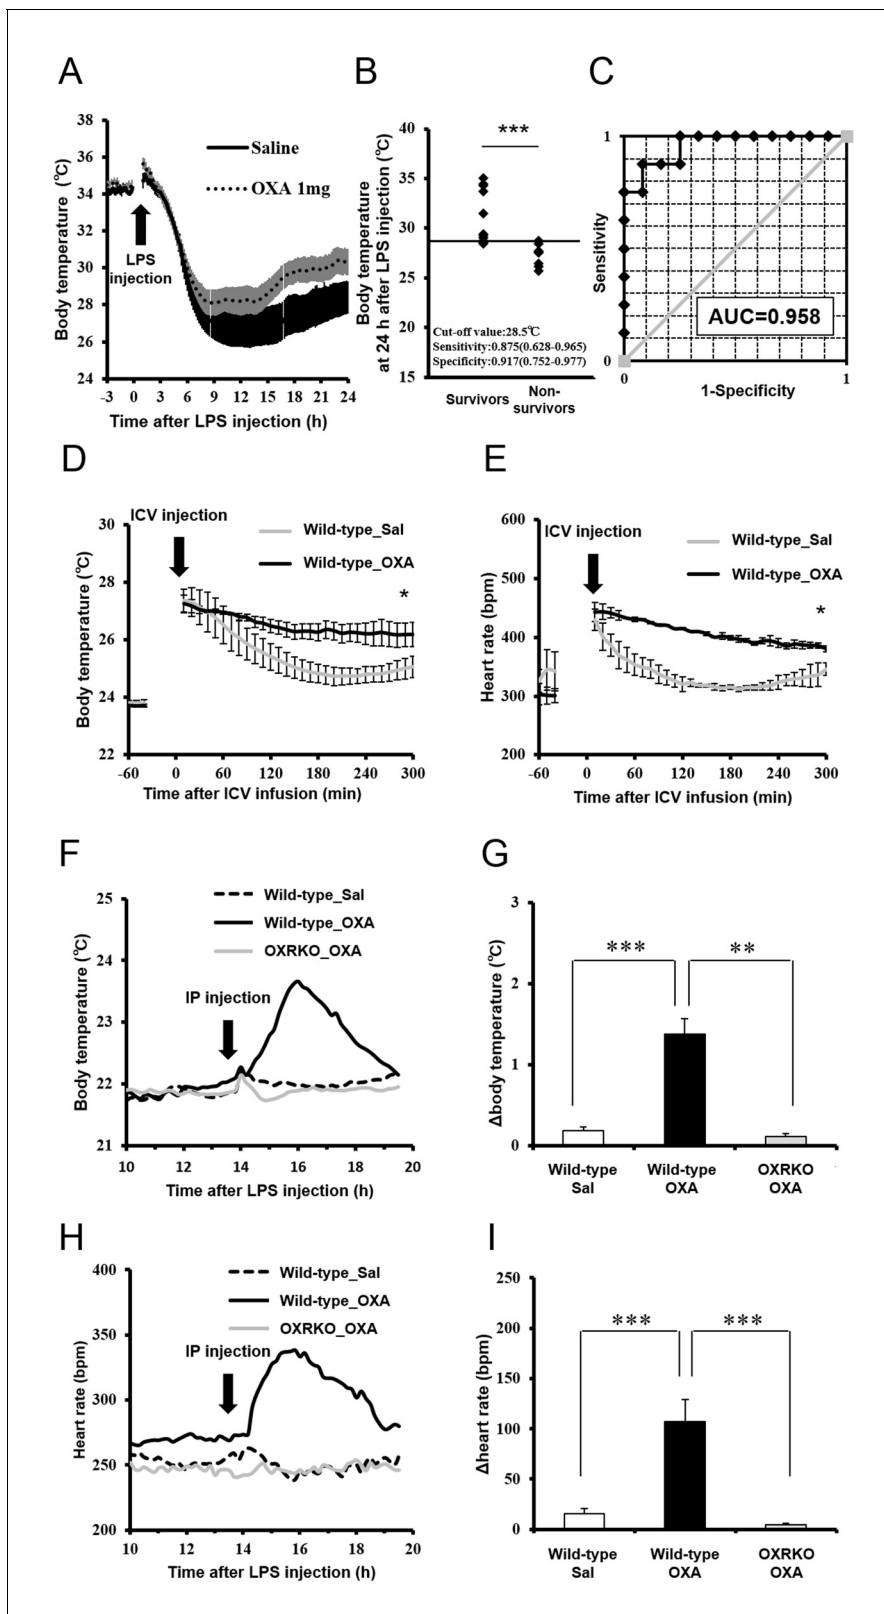 A
Body temperature (℃)
38
36
34
32
30
28
26
24
Saline
OXA 1mg
LPS
injection
-3 0 3 6 9 12 15 18 21 24
Time after LPS injection (h)
B
Body temperature
at 24 h after LPS injection (℃)
40
35
30
25
20
15
***
Cut-off value:28.5℃
Sensitivity:0.875(0.628-0.965)
Specificity:0.917(0.752-0.977)
Survivors
Non-
survivors
C
Sensitivity
1
0
AUC=0.958
0 1
1-Specificity
D
Body temperature (℃)
30
28
26
24
22
ICV injection
Wild-type_Sal
Wild-type_OXA
*
-60 0 60 120 180 240 300
Time after ICV infusion (min)
E
Heart rate (bpm)
600
500
400
300
200
ICV injection
Wild-type_Sal
Wild-type_OXA
*
-60 0 60 120 180 240 300
Time after ICV infusion (min)
F
Body temperature (℃)
25
24
23
22
21
Wild-type_Sal
Wild-type_OXA
OXRKO_OXA
IP injection
10 12 14 16 18 20
Time after LPS injection (h)
G
Δbody temperature (℃)
3
2
1
0
*** **
Wild-type
Sal
Wild-type
OXA
OXRKO
OXA
H
Heart rate (bpm)
400
350
300
250
200
Wild-type_Sal
Wild-type_OXA
OXRKO_OXA
IP injection
10 12 14 16 18 20
Time after LPS injection (h)
I
Δheart rate (bpm)
250
200
150
100
50
0
*** ***
Wild-type
Sal
Wild-type
OXA
OXRKO
OXA